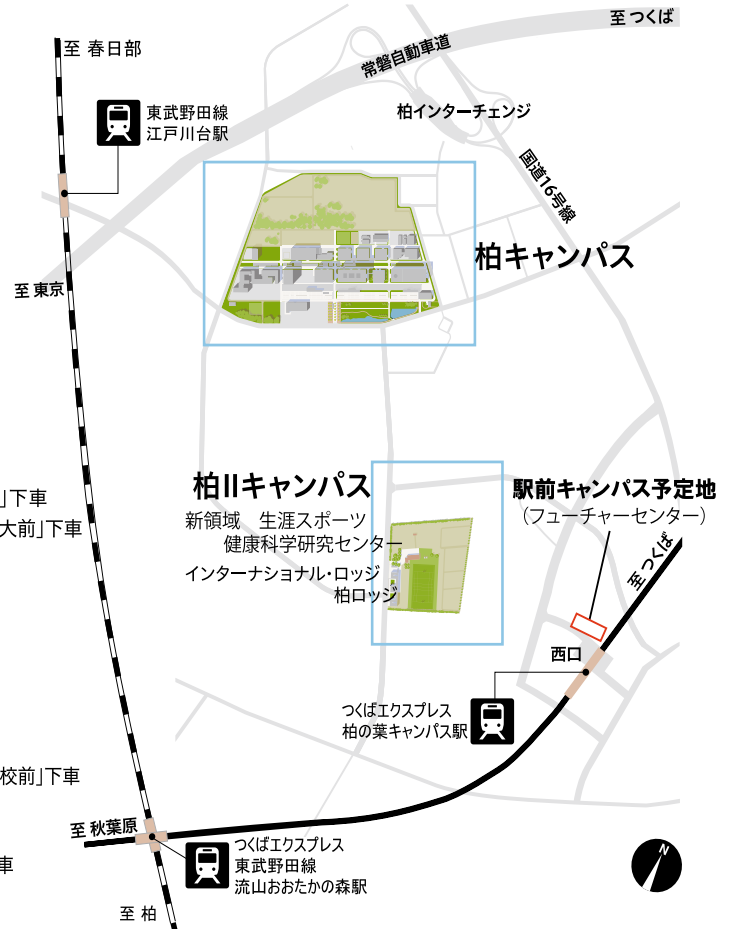 至 つくば
至 春日部
常磐自動車道
東武野田線
江戸川台駅
柏インターチェンジ
国道16号線
柏キャンパス
至 東京
柏IIキャンパス
新領域　生涯スポーツ
健康科学研究センター
インターナショナル・ロッジ
柏ロッジ
駅前キャンパス予定地
（フューチャーセンター）
」下車
大前」下車
至 つくば
西口
つくばエクスプレス
柏の葉キャンパス駅
校前」下車
至 秋葉原
つくばエクスプレス
東武野田線
流山おおたかの森駅
車
至 柏
N